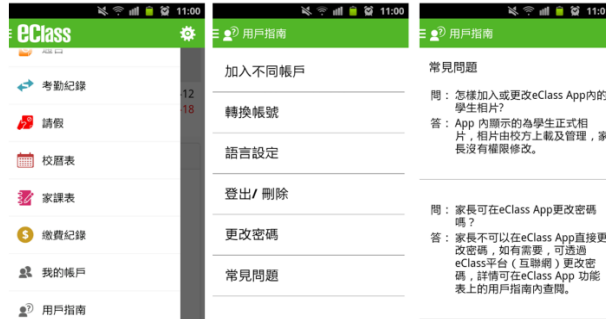 11:00
eClass
考勤紀錄
請假
校曆表
家課表
繳費紀錄
我的帳戶
用戶指南
-12
-18
11:00
用戶指南
加入不同帳戶
轉換帳號
語言設定
登出/ 刪除
更改密碼
常見問題
11:0
用戶指南
常見問題
問： 怎樣加入或更改eClass App內的
學生相片?
答： App 內顯示的為學生正式相
片，相片由校方上載及管理，家
長沒有權限修改。
問： 家長可在eClass App更改密碼
嗎？
答： 家長不可以在eClass App直接更
改密碼，如有需要，可透過
eClass平台（互聯網）更改密
碼，詳情可在eClass App 功能
表上的用戶指南內查閱。